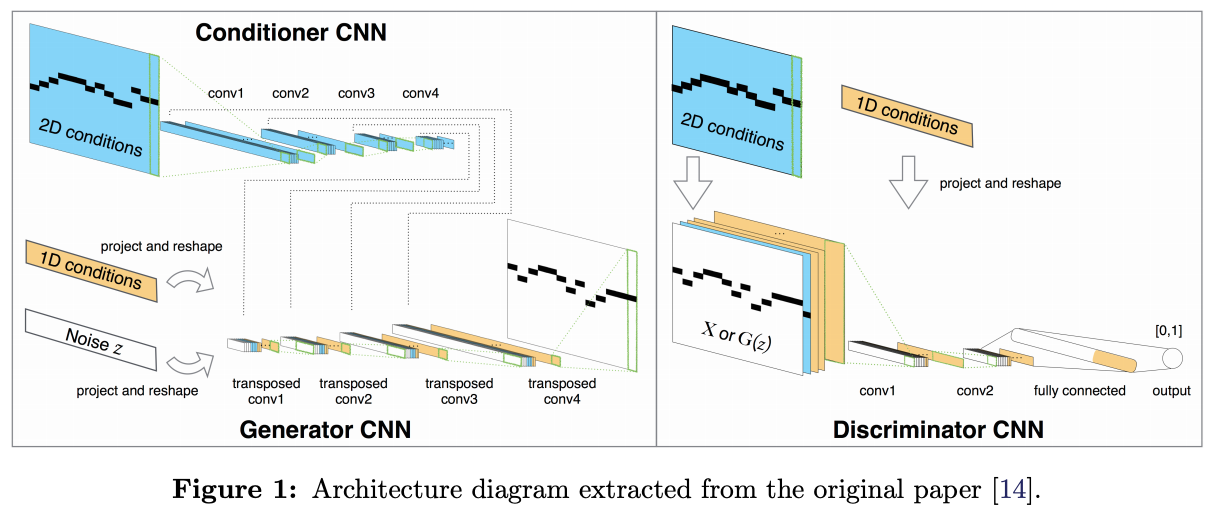 Conditioner CNN
2D conditions
conv1
conv2
conv3
conv4
project and reshape
1D conditions
Noise z
project and reshape
transposed
conv1
transposed
conv2
transposed
conv3
transposed
conv4
Generator CNN
2D conditions
1D conditions
project and reshape
X or G(z)
[0,1]
conv1
conv2
fully connected
output
Discriminator CNN
Figure 1: Architecture diagram extracted from the original paper [14].